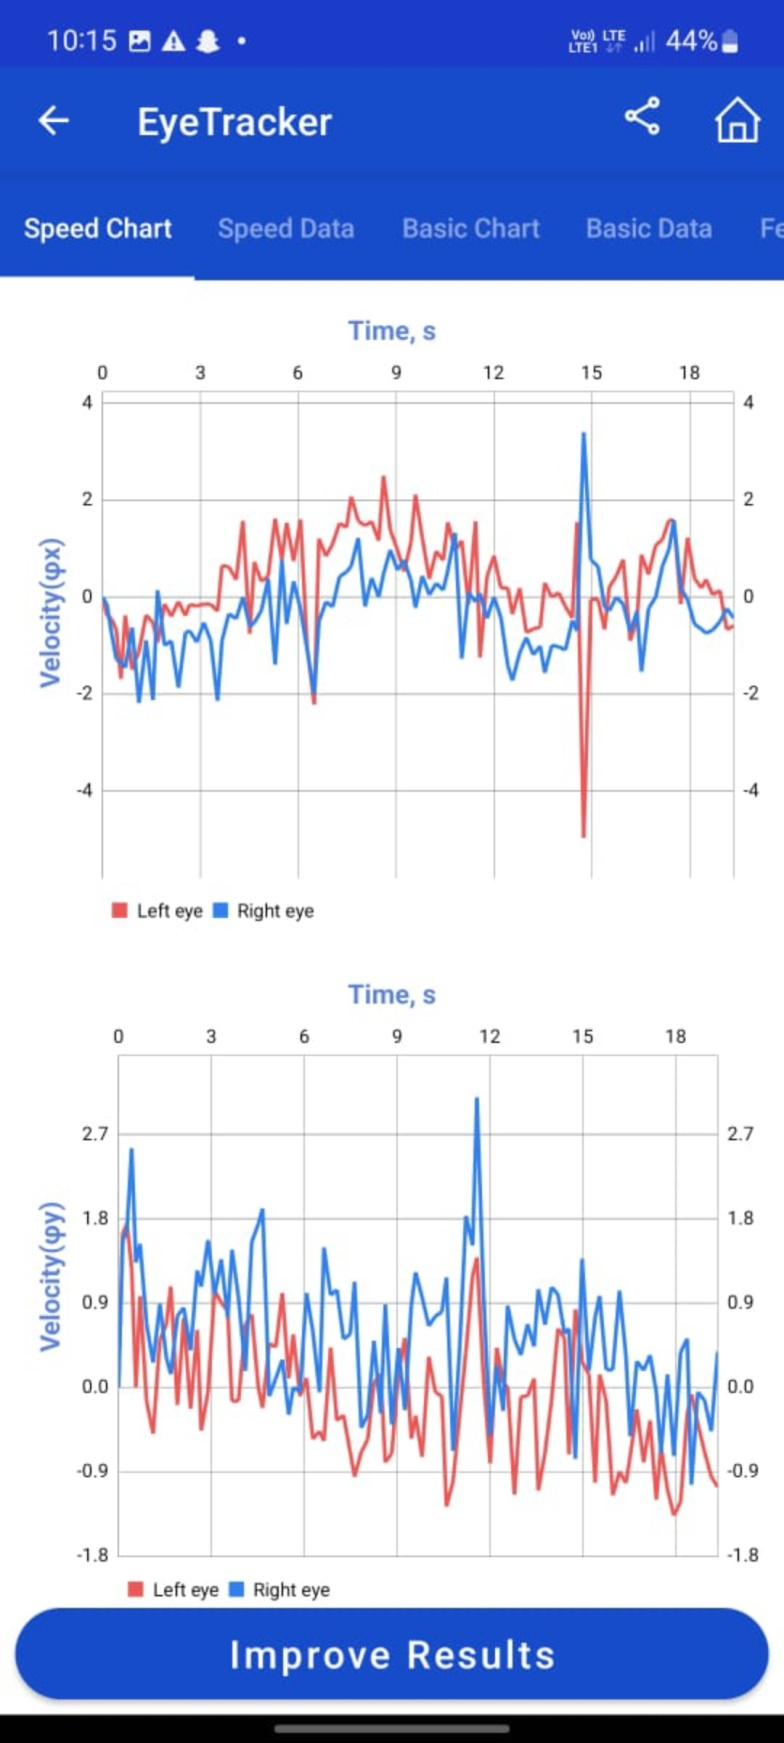 10:15 Vo) LTE 44%
LTE1
EyeTracker
Speed Chart Speed Data Basic Chart Basic Data Fe
Time, s
0 3 6 9 12 15 18
4 4
2 2
0 0
-2 -2
-4 -4
Velocity(φx)
Left eye Right eye
Time, s
0 3 6 9 12 15 18
2.7 2.7
1.8 1.8
0.9 0.9
0.0 0.0
-0.9 -0.9
-1.8 -1.8
Velocity(φy)
Left eye Right eye
Improve Results